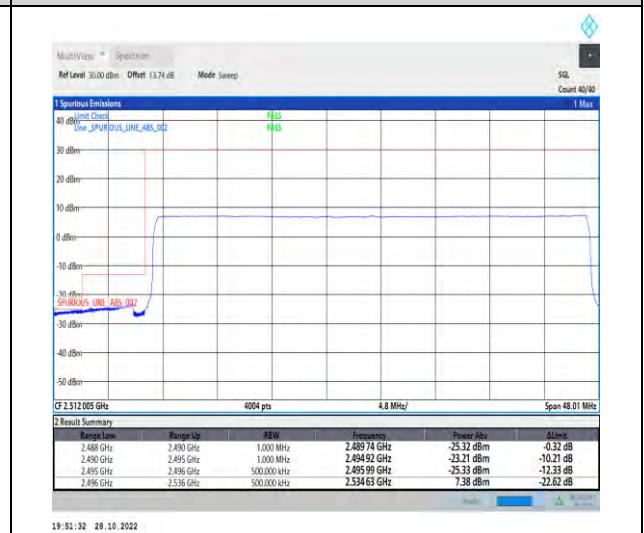 MultiView Spectrum
Ref Level 30.00 dBm Offset 13.74 dB Mode Sweep SGL
Count 40/40
1 Spurious Emissions 1 Max
Limit Check PASS
40 dBm
Line _SPURIOUS_LINE_ABS_002 PASS
30 dBm
20 dBm
10 dBm
0 dBm
-10 dBm
-20 dBm
SPURIOUS_LINE_ABS_002
-30 dBm
-40 dBm
-50 dBm
CF 2.512 005 GHz 4004 pts 4.8 MHz/ Span 48.01 MHz
2 Result Summary
Range Low Range Up RBW Frequency Power Abs ΔLimit
2.488 GHz 2.490 GHz 1.000 MHz 2.489 74 GHz -25.32 dBm -0.32 dB
2.490 GHz 2.495 GHz 1.000 MHz 2.494 92 GHz -23.21 dBm -10.21 dB
2.495 GHz 2.496 GHz 500.000 kHz 2.495 99 GHz -25.33 dBm -12.33 dB
2.496 GHz 2.536 GHz 500.000 kHz 2.534 63 GHz 7.38 dBm -22.62 dB
Ready
19:51:32 28.10.2022